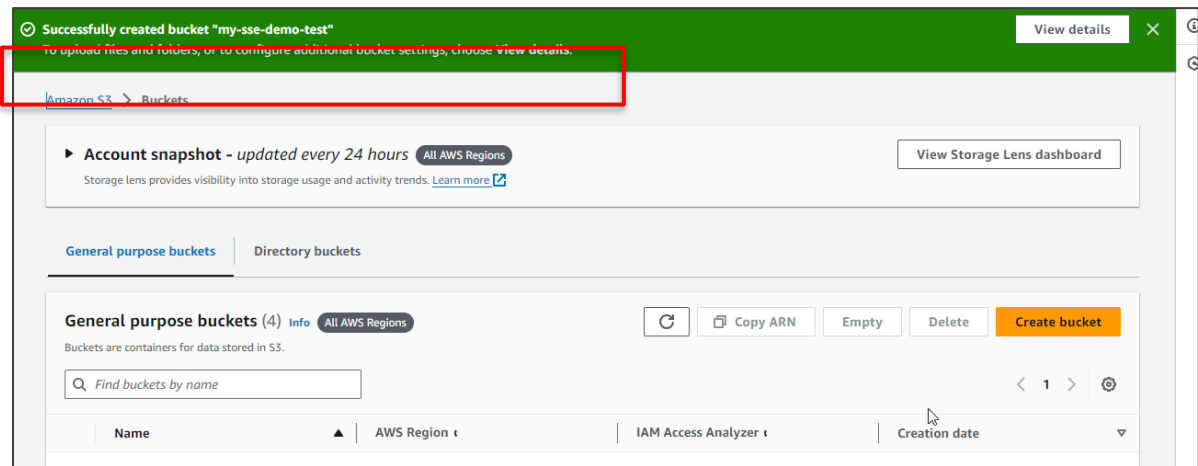 Successfully created bucket "my-sse-demo-test"
To upload files and folders, or to configure additional bucket settings, choose View details.
View details
Amazon S3 > Buckets
Account snapshot - updated every 24 hours All AWS Regions
Storage lens provides visibility into storage usage and activity trends. Learn more
View Storage Lens dashboard
General purpose buckets Directory buckets
General purpose buckets (4) Info All AWS Regions
Copy ARN Empty Delete Create bucket
Buckets are containers for data stored in S3.
Find buckets by name
1
Name AWS Region IAM Access Analyzer Creation date